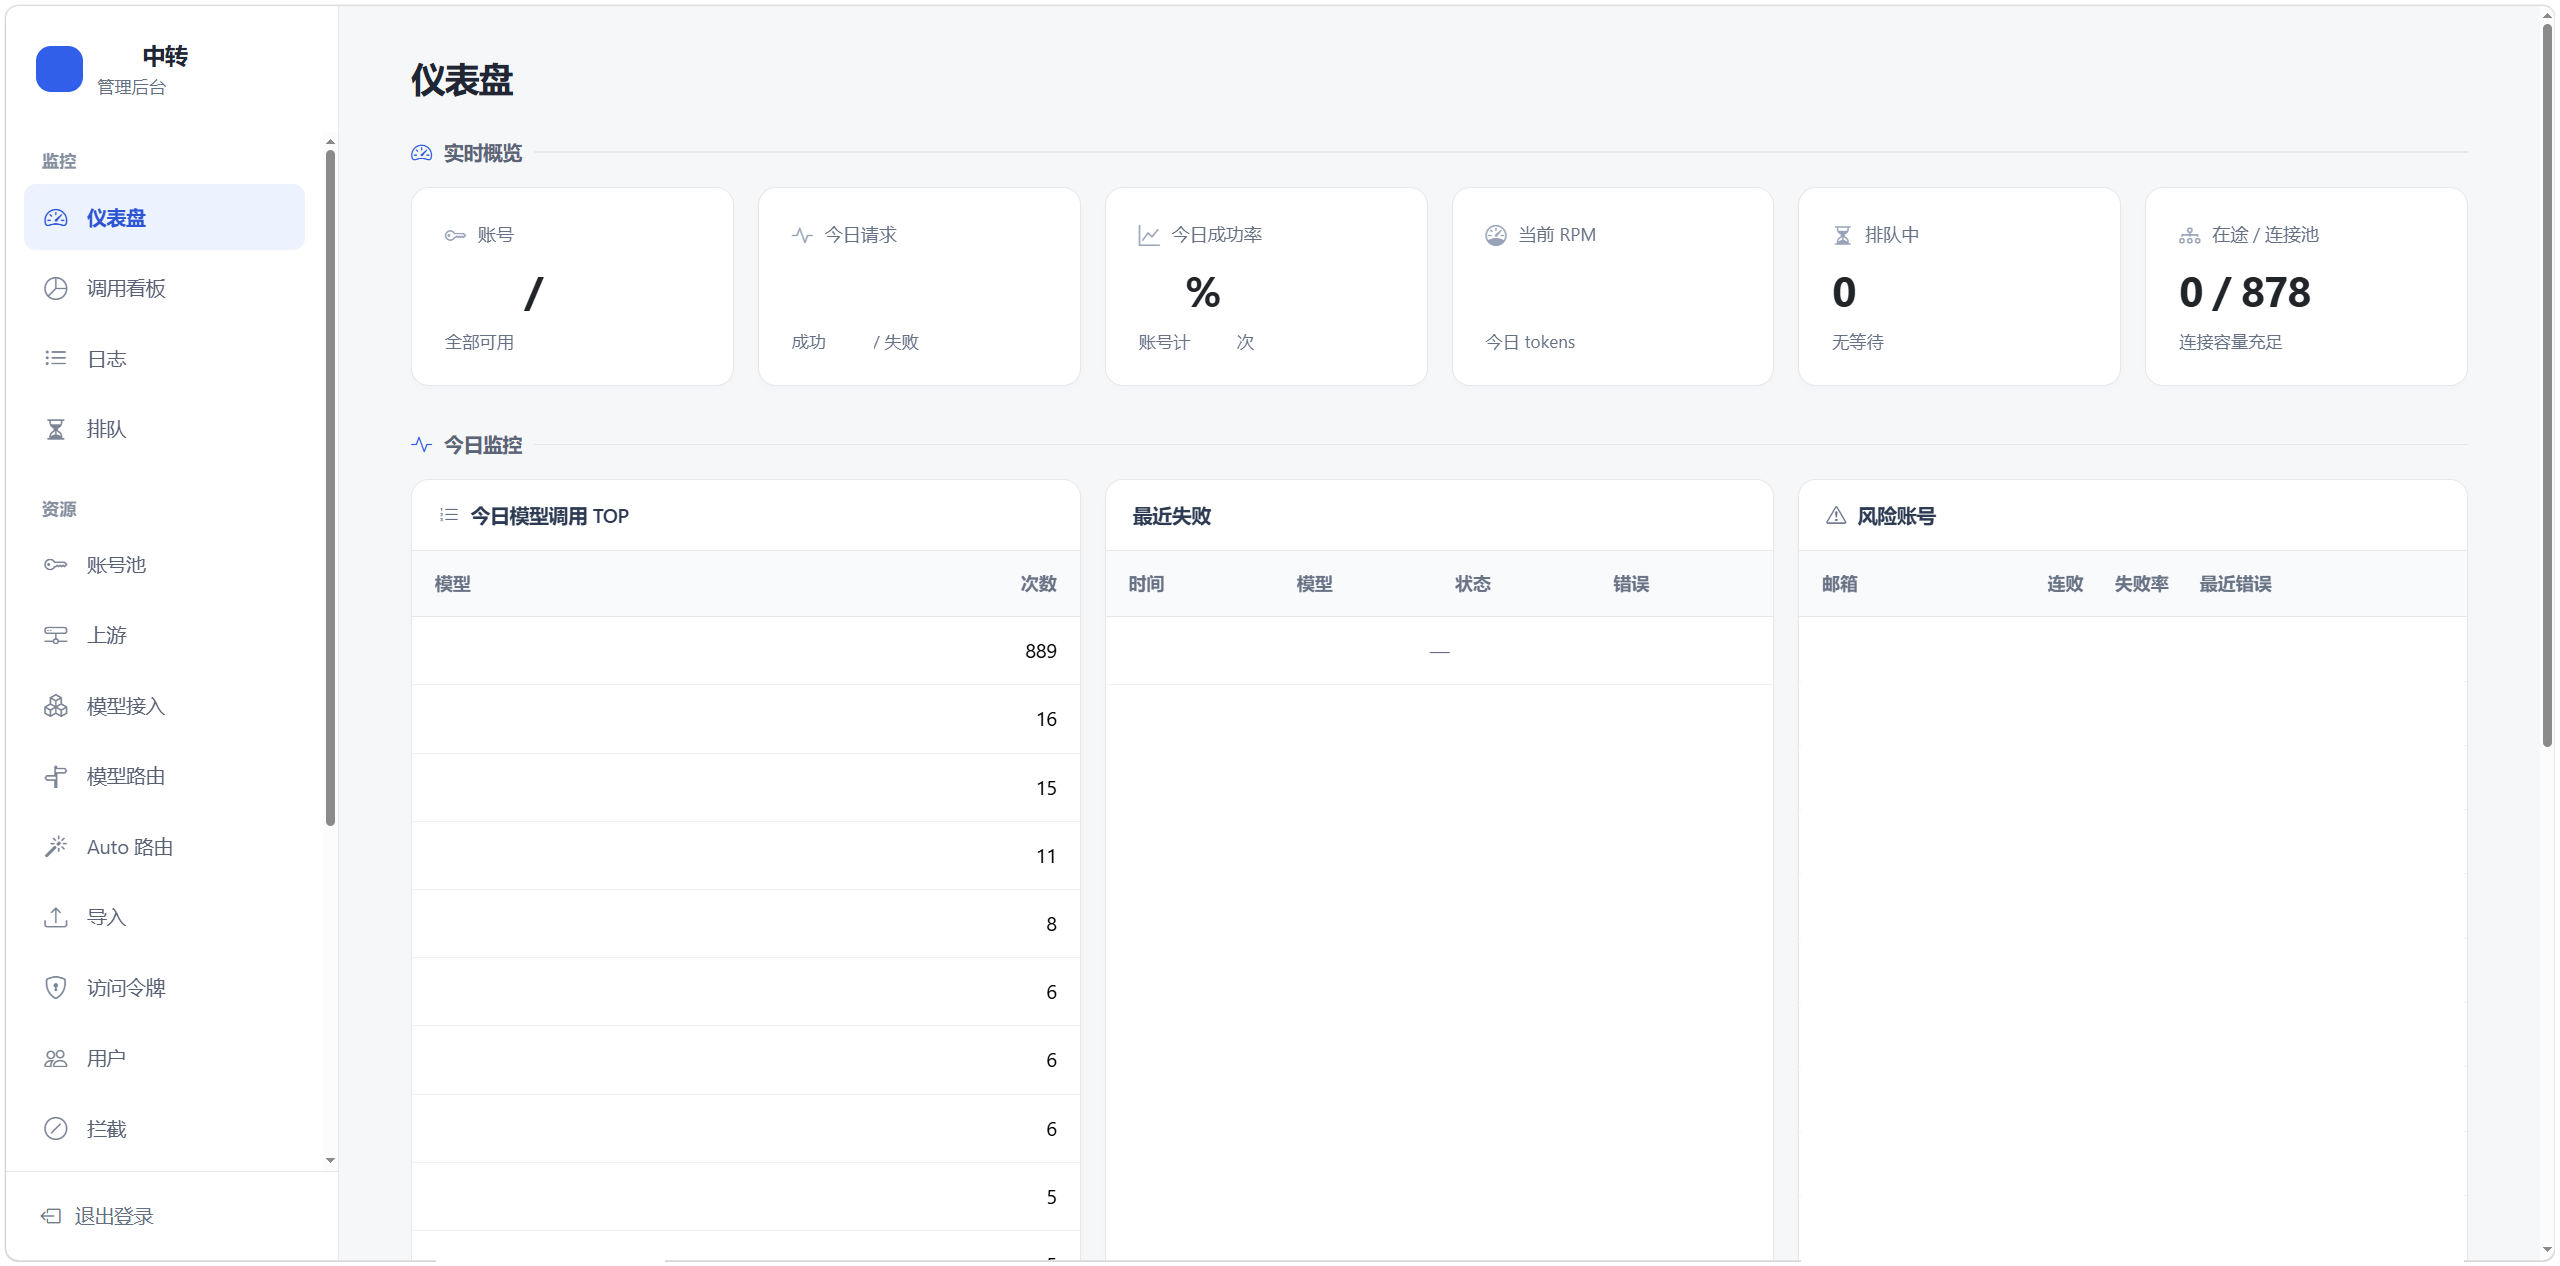 中转
管理后台
监控
仪表盘
调用看板
日志
排队
资源
账号池
上游
模型接入
模型路由
Auto 路由
导入
访问令牌
用户
拦截
退出登录
仪表盘
实时概览
账号
/
全部可用
今日请求
成功 / 失败
今日成功率
%
账号计 次
当前 RPM
今日 tokens
排队中
0
无等待
在途 / 连接池
0 / 878
连接容量充足
今日监控
今日模型调用 TOP
模型 次数
889
16
15
11
8
6
6
6
5
最近失败
时间 模型 状态 错误
—
风险账号
邮箱 连败 失败率 最近错误